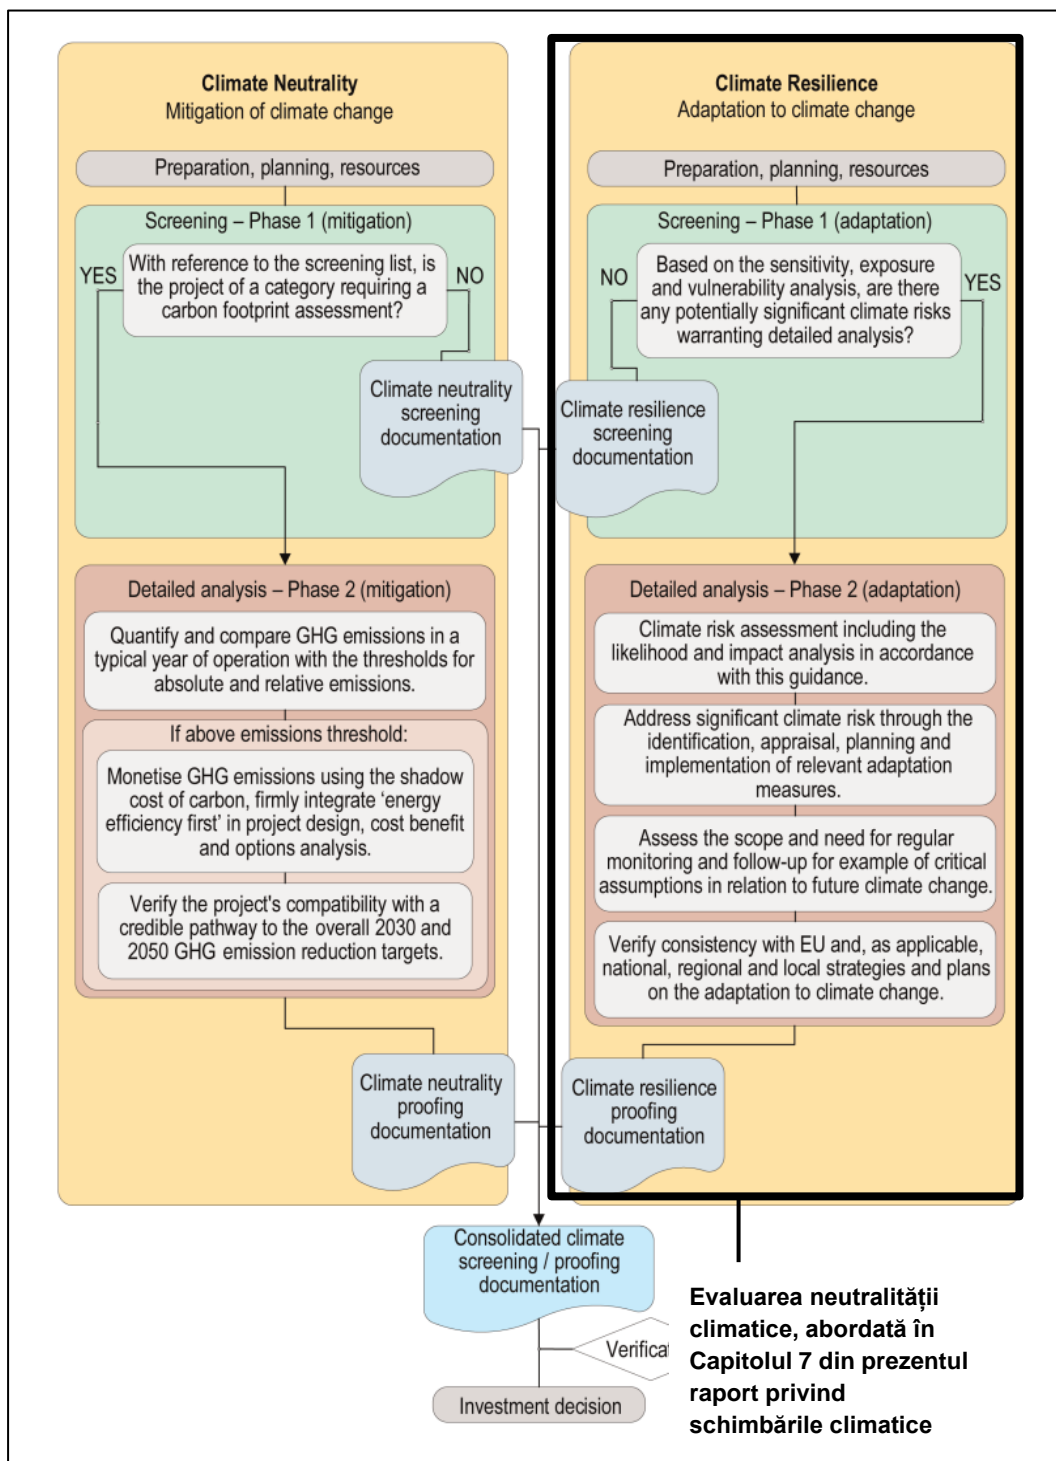 Climate Neutrality
Mitigation of climate change
Preparation, planning, resources
Screening – Phase 1 (mitigation)
YES
With reference to the screening list, is
the project of a category requiring a
carbon footprint assessment?
NO
Climate neutrality
screening
documentation
Detailed analysis – Phase 2 (mitigation)
Quantify and compare GHG emissions in a
typical year of operation with the thresholds for
absolute and relative emissions.
If above emissions threshold:
Monetise GHG emissions using the shadow
cost of carbon, firmly integrate ‘energy
efficiency first’ in project design, cost benefit
and options analysis.
Verify the project's compatibility with a
credible pathway to the overall 2030 and
2050 GHG emission reduction targets.
Climate neutrality
proofing
documentation
Climate Resilience
Adaptation to climate change
Preparation, planning, resources
Screening – Phase 1 (adaptation)
NO
Based on the sensitivity, exposure
and vulnerability analysis, are there
any potentially significant climate risks
warranting detailed analysis?
YES
Climate resilience
screening
documentation
Detailed analysis – Phase 2 (adaptation)
Climate risk assessment including the
likelihood and impact analysis in accordance
with this guidance.
Address significant climate risk through the
identification, appraisal, planning and
implementation of relevant adaptation
measures.
Assess the scope and need for regular
monitoring and follow-up for example of critical
assumptions in relation to future climate change.
Verify consistency with EU and, as applicable,
national, regional and local strategies and plans
on the adaptation to climate change.
Climate resilience
proofing
documentation
Consolidated climate
screening / proofing
documentation
Investment decision
Evaluarea neutralității
climatice, abordată în
Capitolul 7 din prezentul
raport privind
schimbările climatice